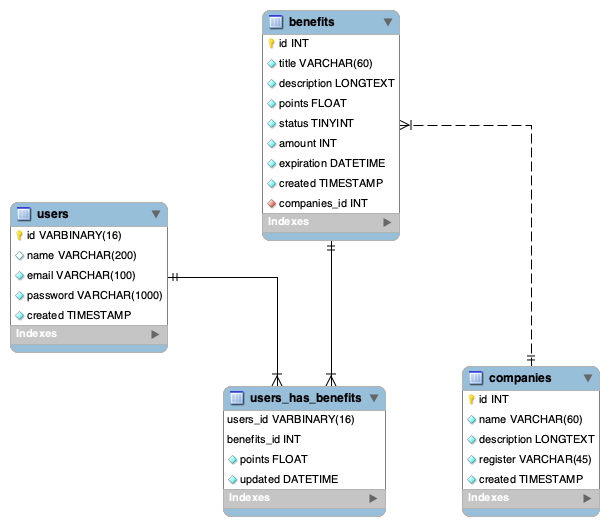 benefits
id INT
title VARCHAR(60)
description LONGTEXT
points FLOAT
status TINYINT
amount INT
expiration DATETIME
created TIMESTAMP
companies_id INT
Indexes
users
id VARBINARY(16)
name VARCHAR(200)
email VARCHAR(100)
password VARCHAR(1000)
created TIMESTAMP
Indexes
users_has_benefits
users_id VARBINARY(16)
benefits_id INT
points FLOAT
updated DATETIME
Indexes
companies
id INT
name VARCHAR(60)
description LONGTEXT
register VARCHAR(45)
created TIMESTAMP
Indexes